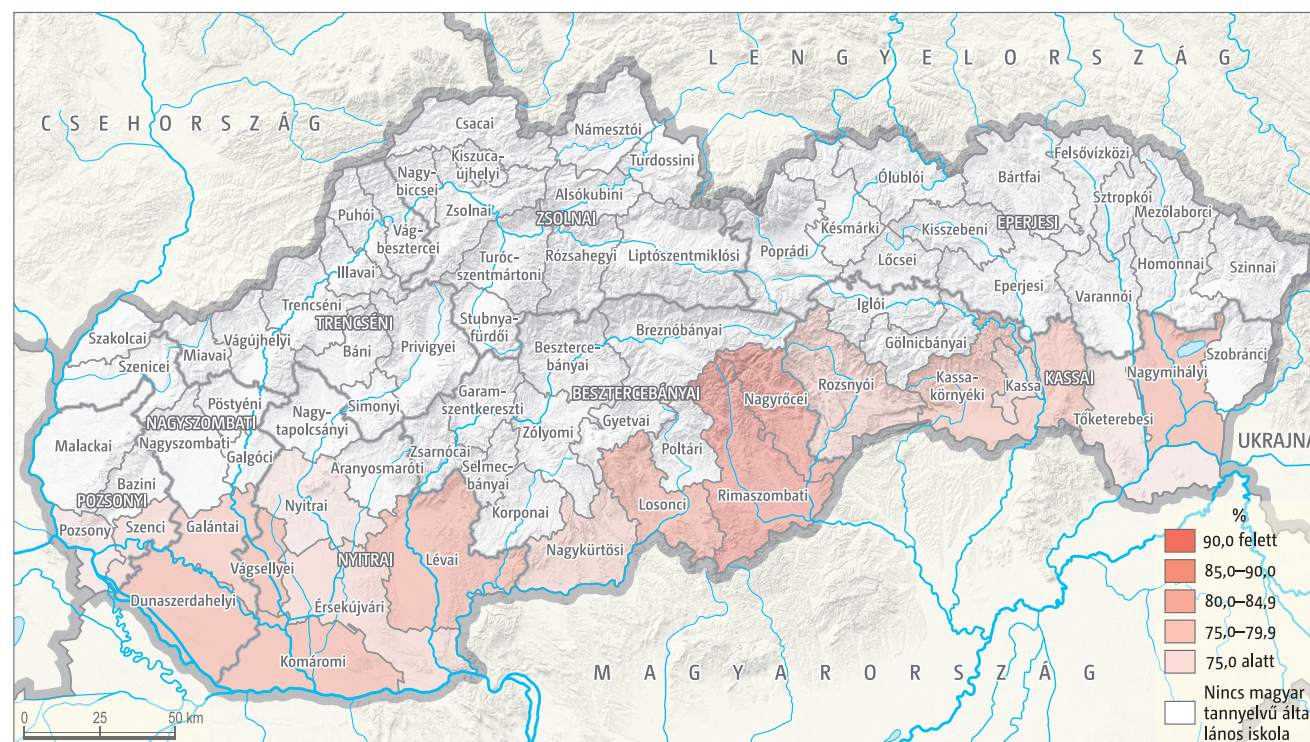 LENGYELORSZÁG
CSEHORSZÁG
Csacai
Námesztói
Kiszuca-
újhelyi
Turdossini
Felsővízközi
Nagy-
biccsei
Alsókubini
Ólublói
Bártfai
Sztropkói
Puhói
Zsolnai
ZSOLNAI
Mezőlaborci
Vág-
besztercei
Késmárki
Kisszebeni
EPERJESI
Turóc-
szentmártoni
Rózsahegyi
Liptószentmiklósi
Poprádi
Lőcsei
Homonnai
Szinnai
Illavai
Eperjesi
Varannói
Trencséni
TRENCSÉNI
Iglói
Stubnya-
fürdői
Breznóbányai
Szakolcai
Vágújhelyi
Privigyei
Gölnicbányai
Miavai
Báni
Besztercebányai
Szobránci
Szenicei
Nagymihályi
Garam-
szentkereszti
BESZTERCEBÁNYAI
Nagyrőcei
Rozsnyói
Kassa-
környéki
Kassa
KASSAI
Pöstyéni
Nagy-
tapolcsányi
Simonyi
NAGYSZOMBATI
Gyetvai
Tőketerebesi
Malackai
Nagyszombati
Zólyomi
UKRAJNA
Galgóci
Zsarnócai
Poltári
Aranyosmaróti
Selmec-
bányai
Bazini
POZSONYI
Rimaszombati
Nyitrai
Losonci
Korponai
Pozsony
Szenci
Galántai
NYITRAI
Lévai
Nagykürtösi
Vágsellyei
Dunaszerdahelyi
Érsekújvári
Komáromi
MAGYARORSZÁG
%
90,0 felett
85,0–90,0
80,0–84,9
75,0–79,9
75,0 alatt
Nincs magyar
tannyelvű álta
lános iskola
0 25 50 km